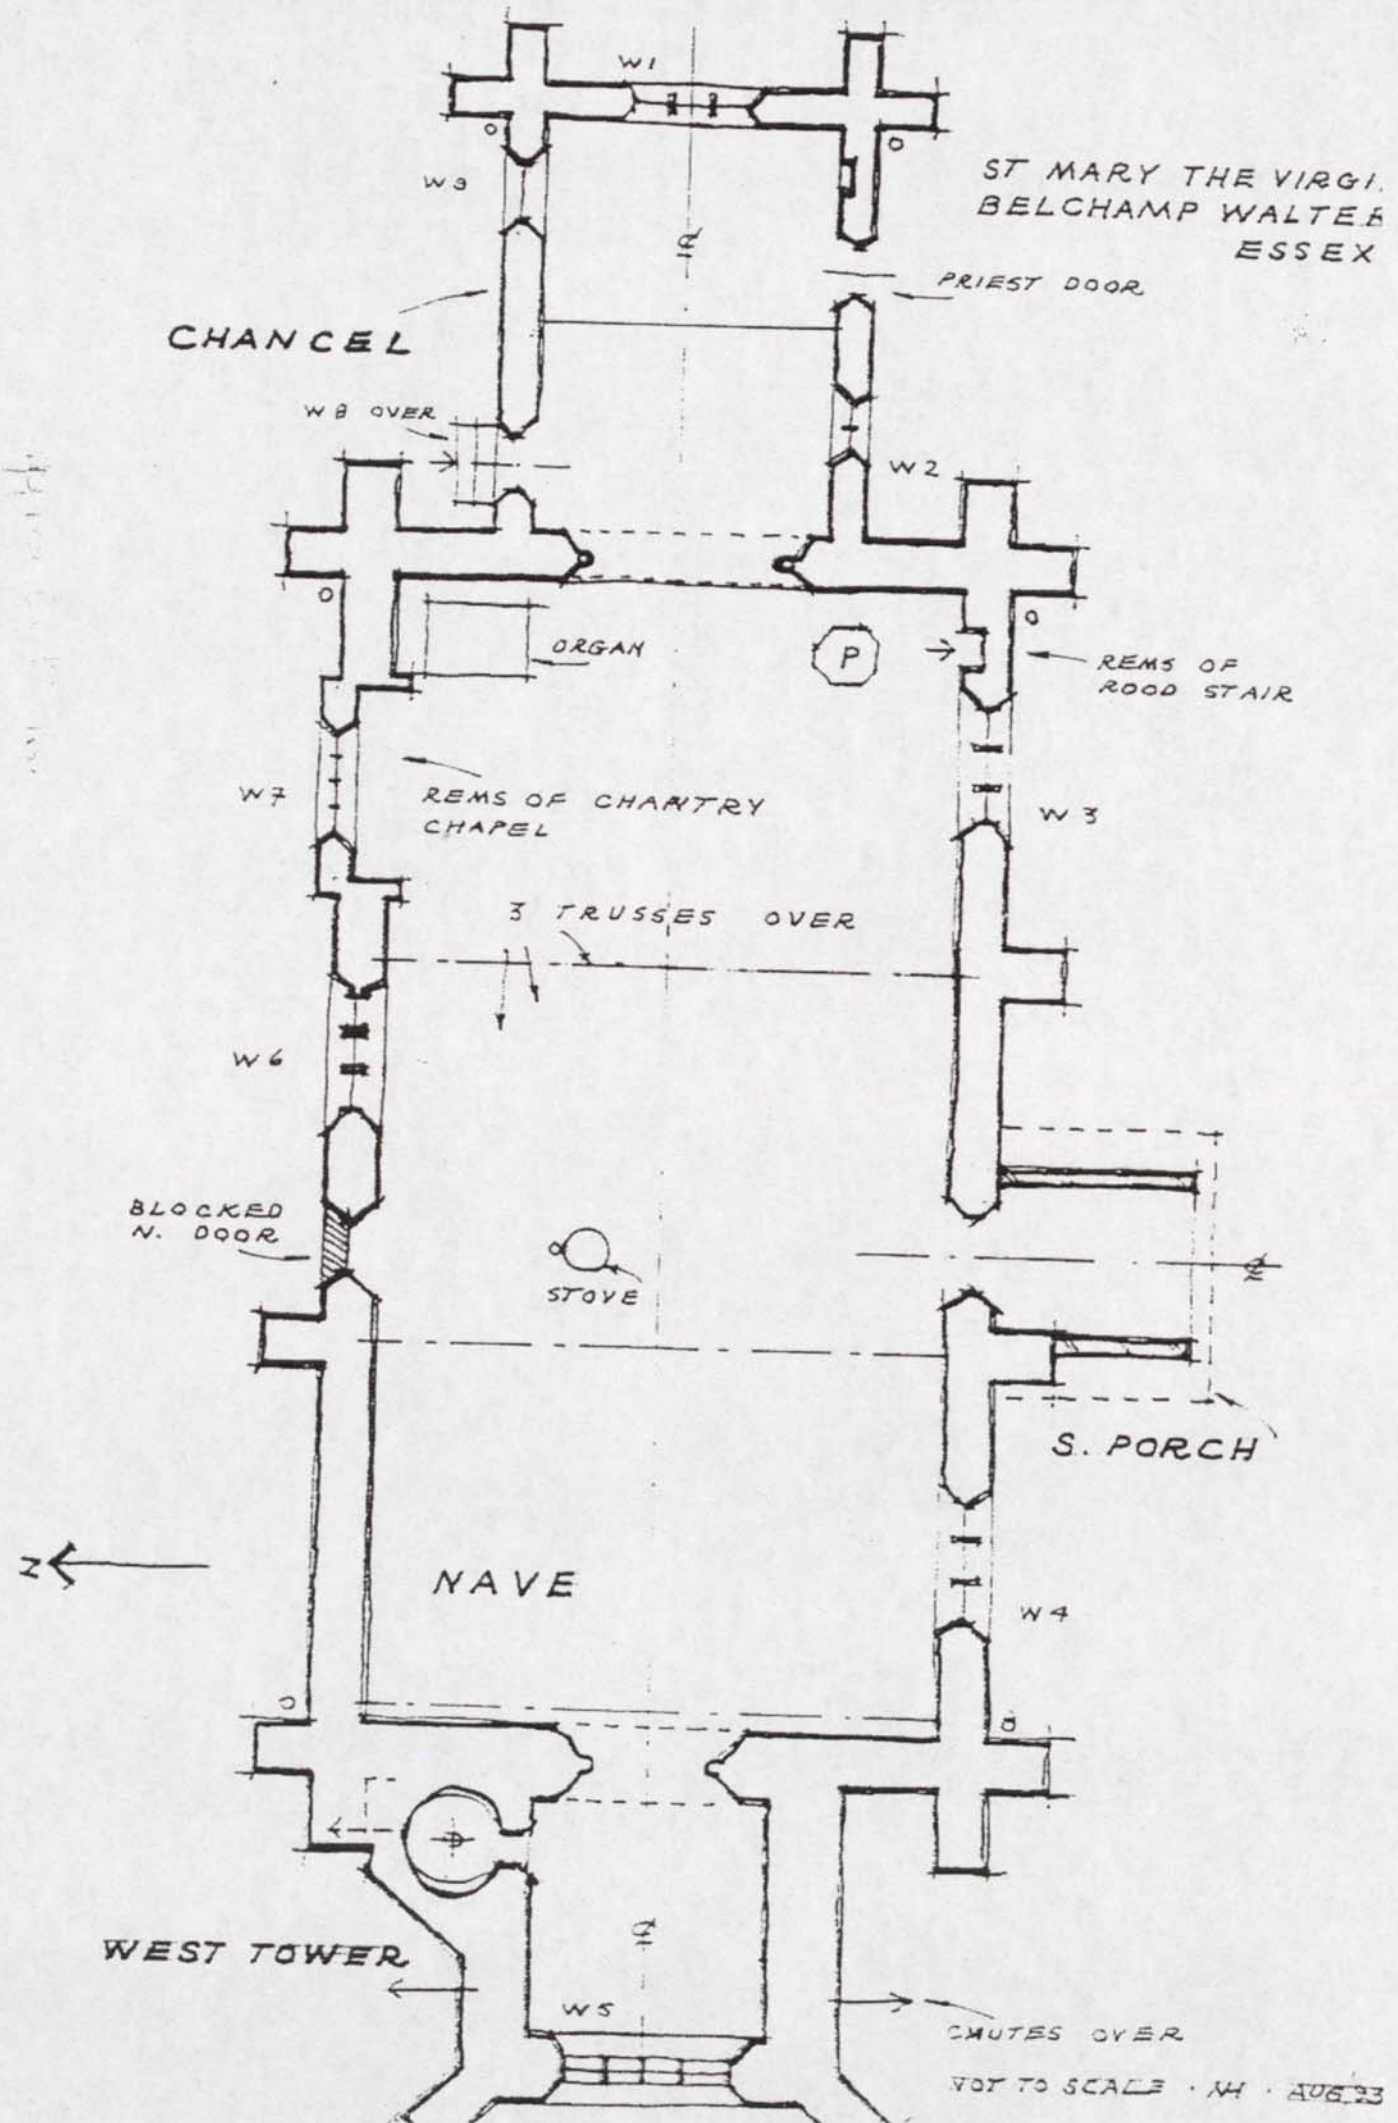 W1
W9
ST MARY THE VIRGI
BELCHAMP WALTE
ESSEX
PRIEST DOOR
CHANCEL
W8 OVER
W2
ORGAN
P
REMS OF
ROOD STAIR
W7
REMS OF CHANTRY
CHAPEL
W3
3 TRUSSES OVER
W6
BLOCKED
N. DOOR
STOVE
S. PORCH
N
NAVE
W4
WEST TOWER
W5
CHUTES OVER
NOT TO SCALE · NH · AUG 93